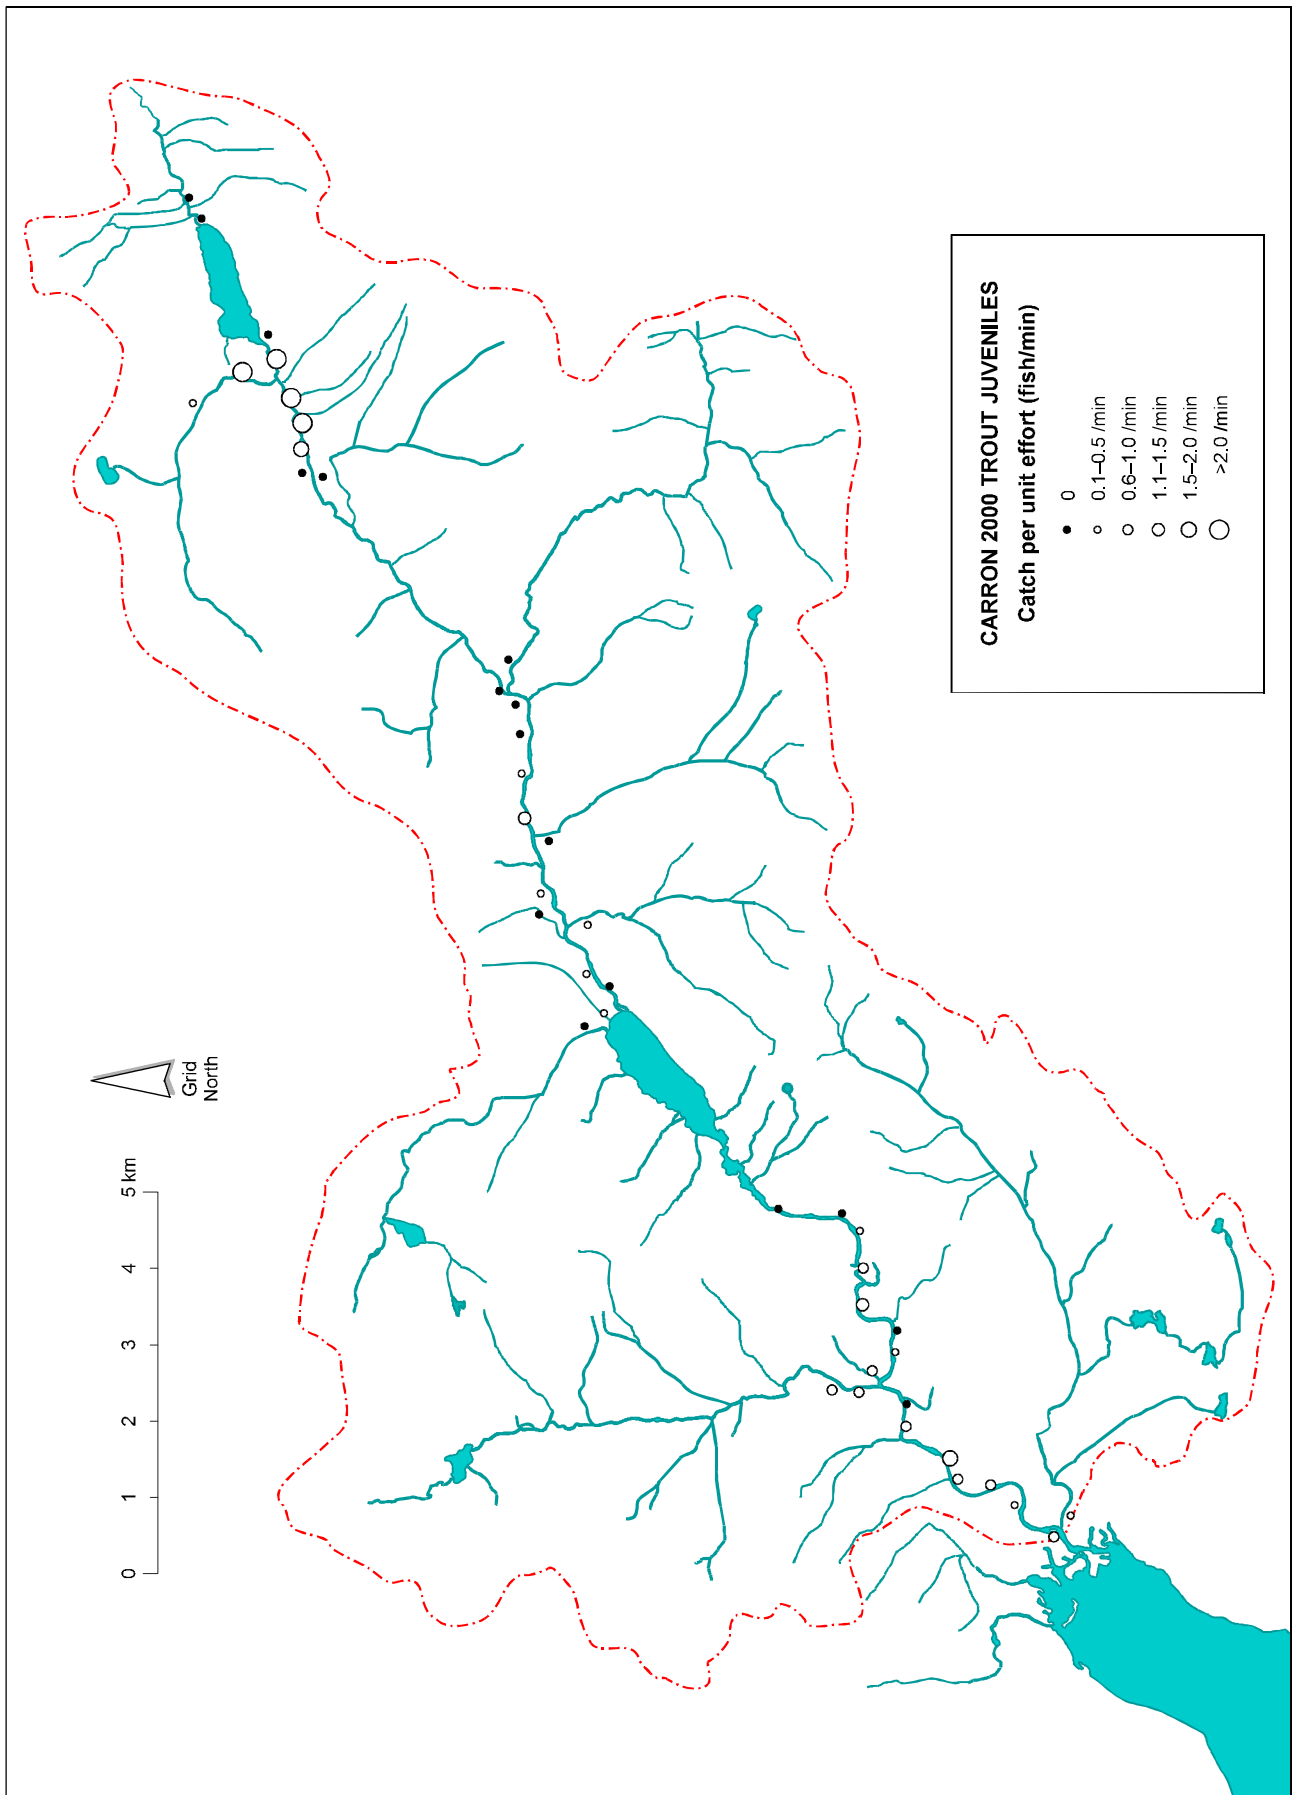 Grid
North
0
1
2
3
4
5 km
CARRON 2000 TROUT JUVENILES
Catch per unit effort (fish/min)
0
0.1–0.5 /min
0.6–1.0 /min
1.1–1.5 /min
1.5–2.0 /min
>2.0 /min